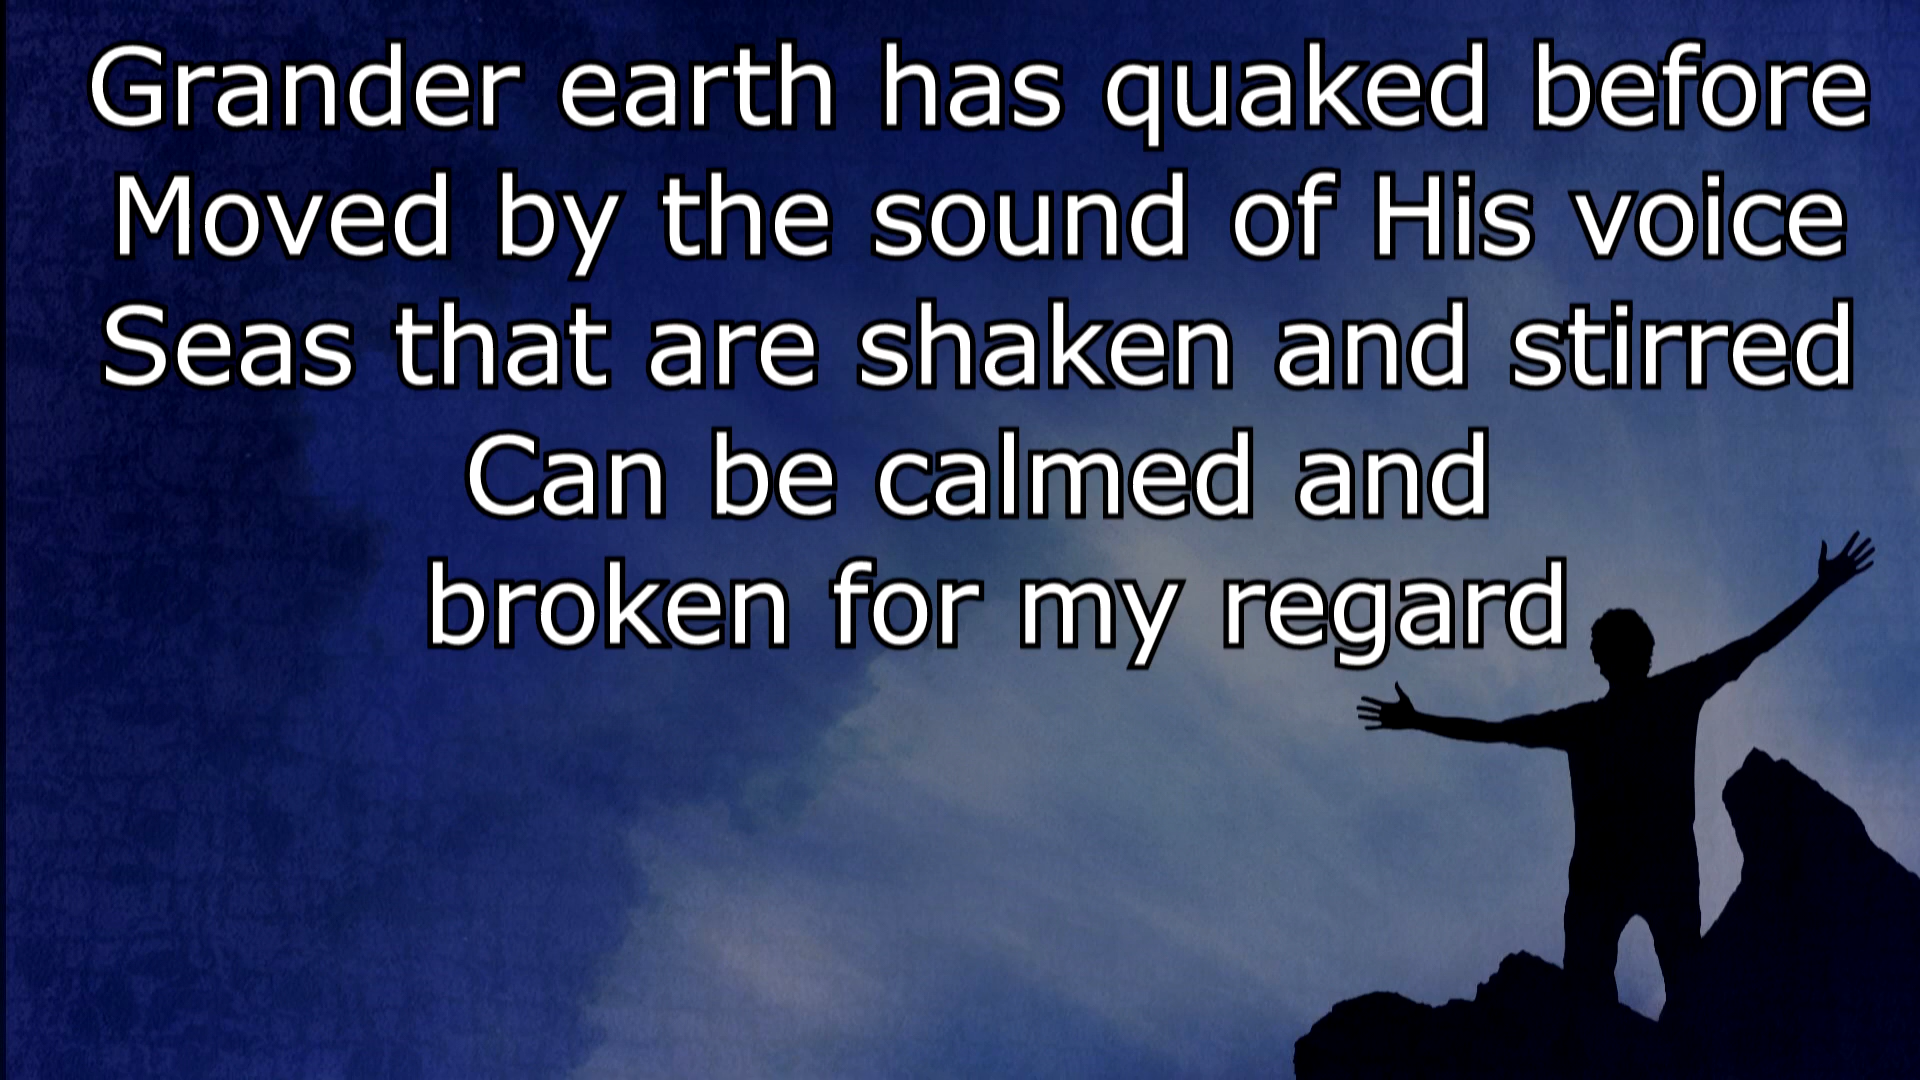 Grander earth has quaked before
Moved by the sound of His voice
Seas that are shaken and stirred
Can be calmed and
broken for my regard